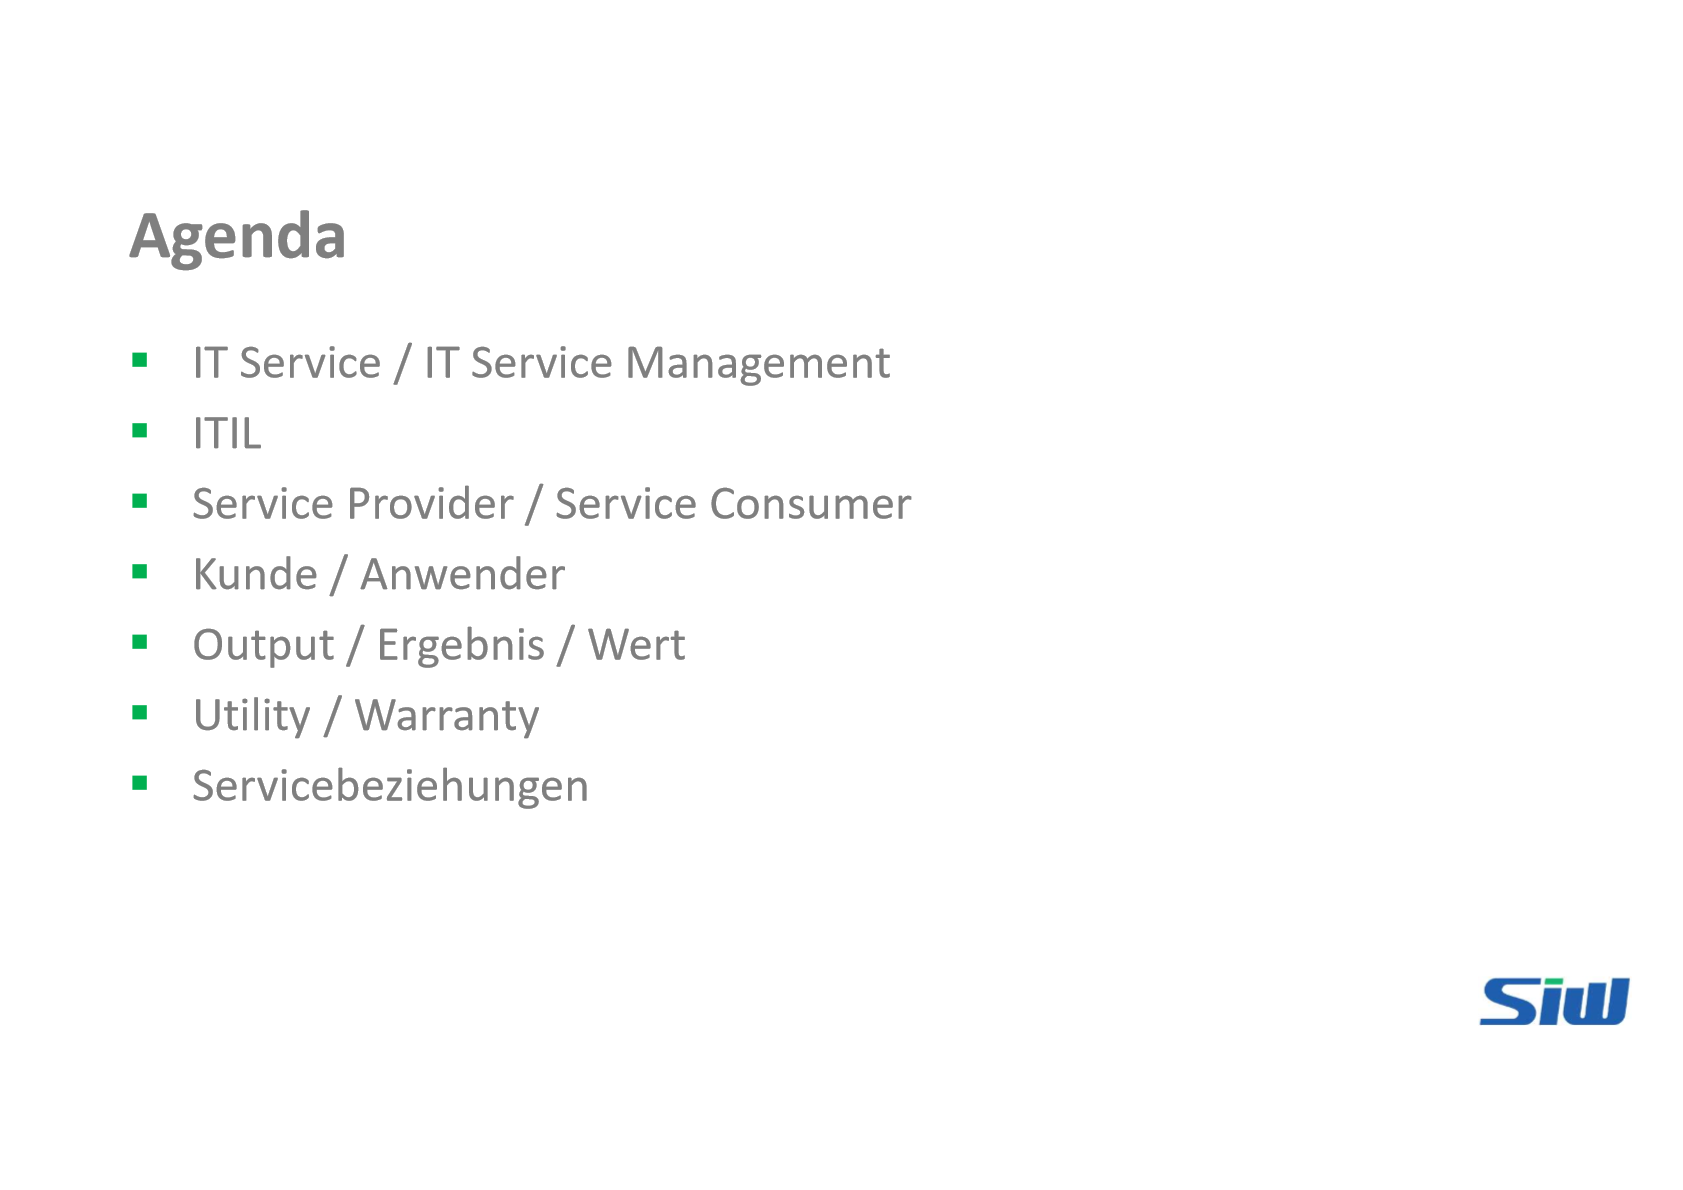 Agenda
IT Service / IT Service Management
ITIL
Service Provider / Service Consumer
Kunde / Anwender
Output / Ergebnis / Wert
Utility / Warranty
Servicebeziehungen
Siw